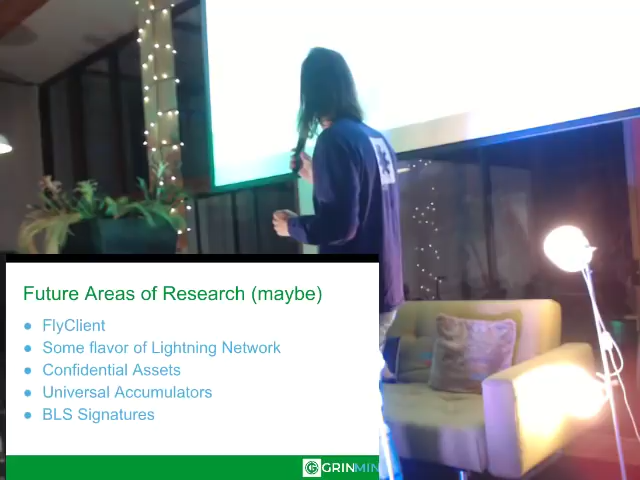 Future Areas of Research (maybe)
● FlyClient
● Some flavor of Lightning Network
● Confidential Assets
● Universal Accumulators
● BLS Signatures
GRINMIN